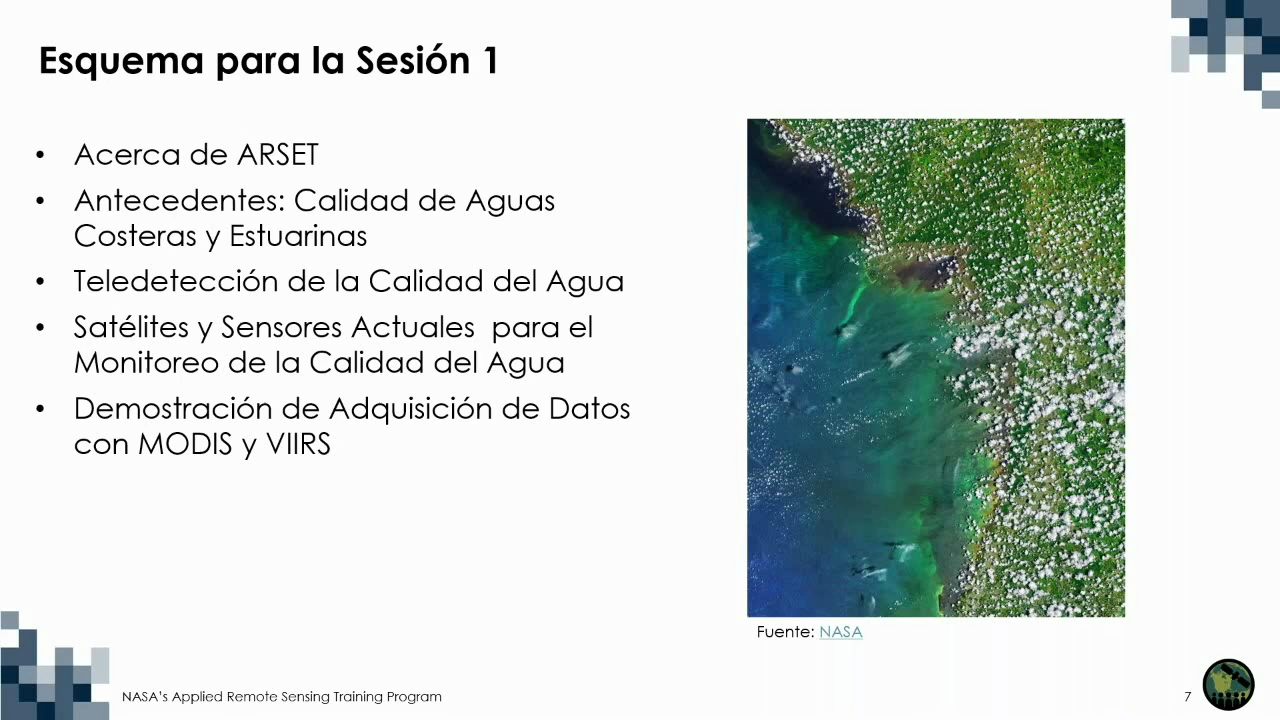 Esquema para la Sesión 1
• Acerca de ARSET
• Antecedentes: Calidad de Aguas
Costeras y Estuarinas
• Teledetección de la Calidad del Agua
• Satélites y Sensores Actuales  para el
Monitoreo de la Calidad del Agua
• Demostración de Adquisición de Datos
con MODIS y VIIRS
Fuente: NASA
NASA's Applied Remote Sensing Training Program
7